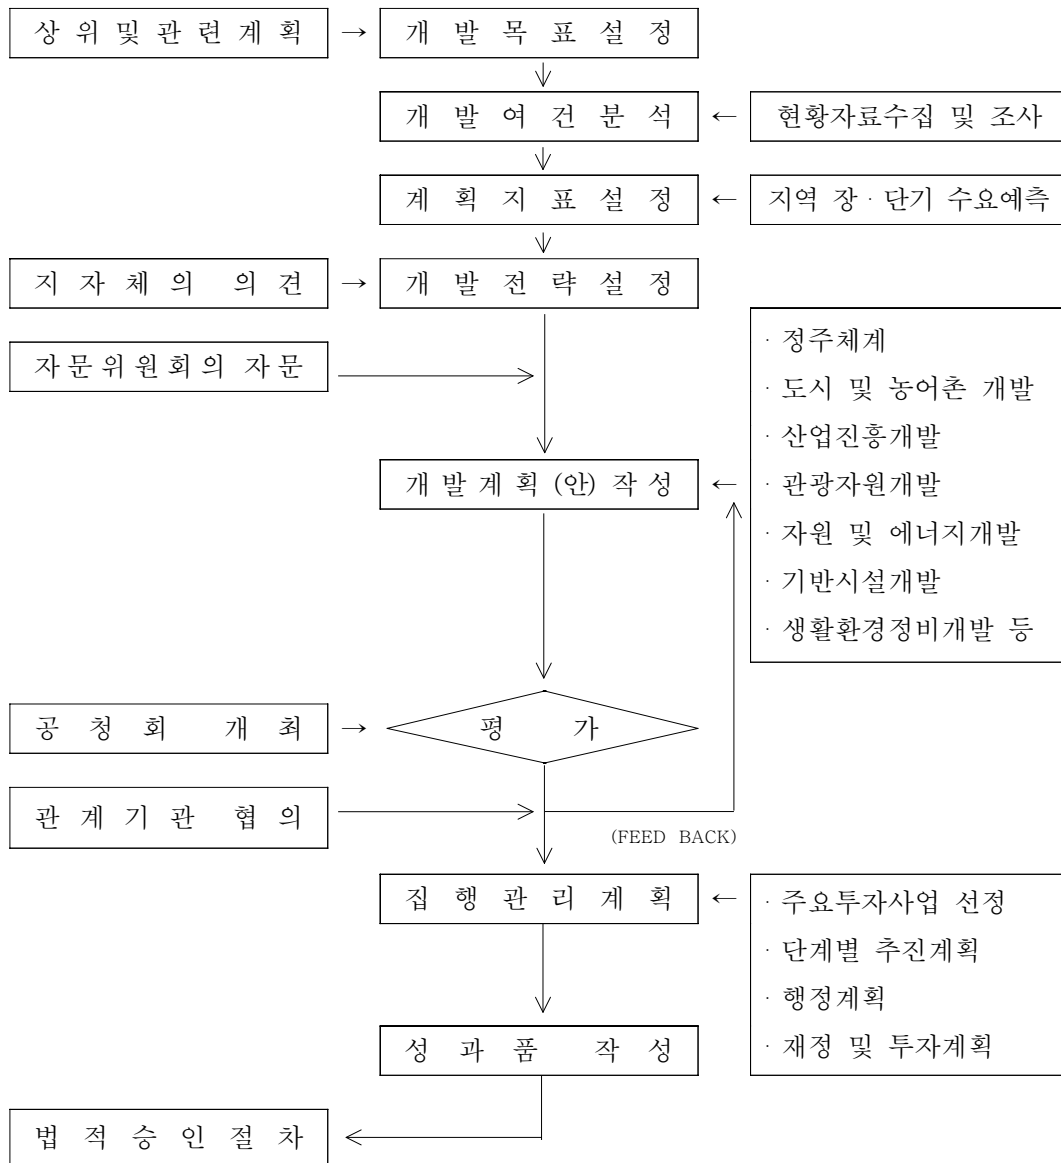 상위및관련계획 → 개발목표설정
개발여건분석 ← 현황자료수집 및 조사
계획지표설정 ← 지역 장·단기 수요예측
지자체의 의견 → 개발전략설정
자문위원회의 자문
· 정주체계
· 도시 및 농어촌 개발
· 산업진흥개발
· 관광자원개발
· 자원 및 에너지개발
· 기반시설개발
· 생활환경정비개발 등
개발계획(안)작성 ←
공청회 개최 → 평 가
관계기관 협의
(FEED BACK)
집행관리계획 ←
· 주요투자사업 선정
· 단계별 추진계획
· 행정계획
· 재정 및 투자계획
성과품 작성
법적승인절차